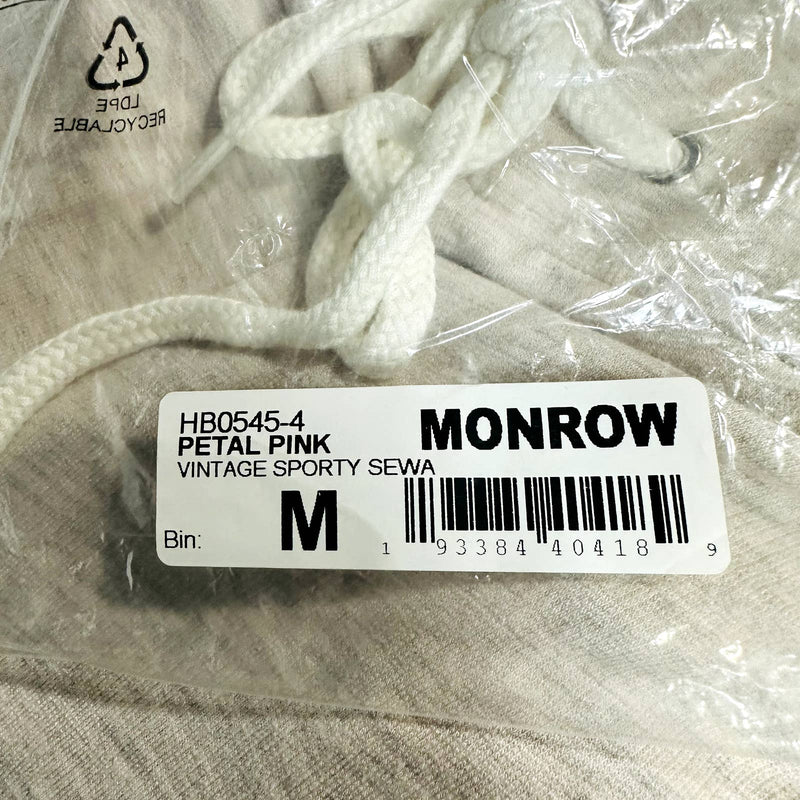 4
LDPE
RECYCLABLE
HB0545-4
PETAL PINK
MONROW
VINTAGE SPORTY SEWA
Bin:
M
1 93384 40418 9